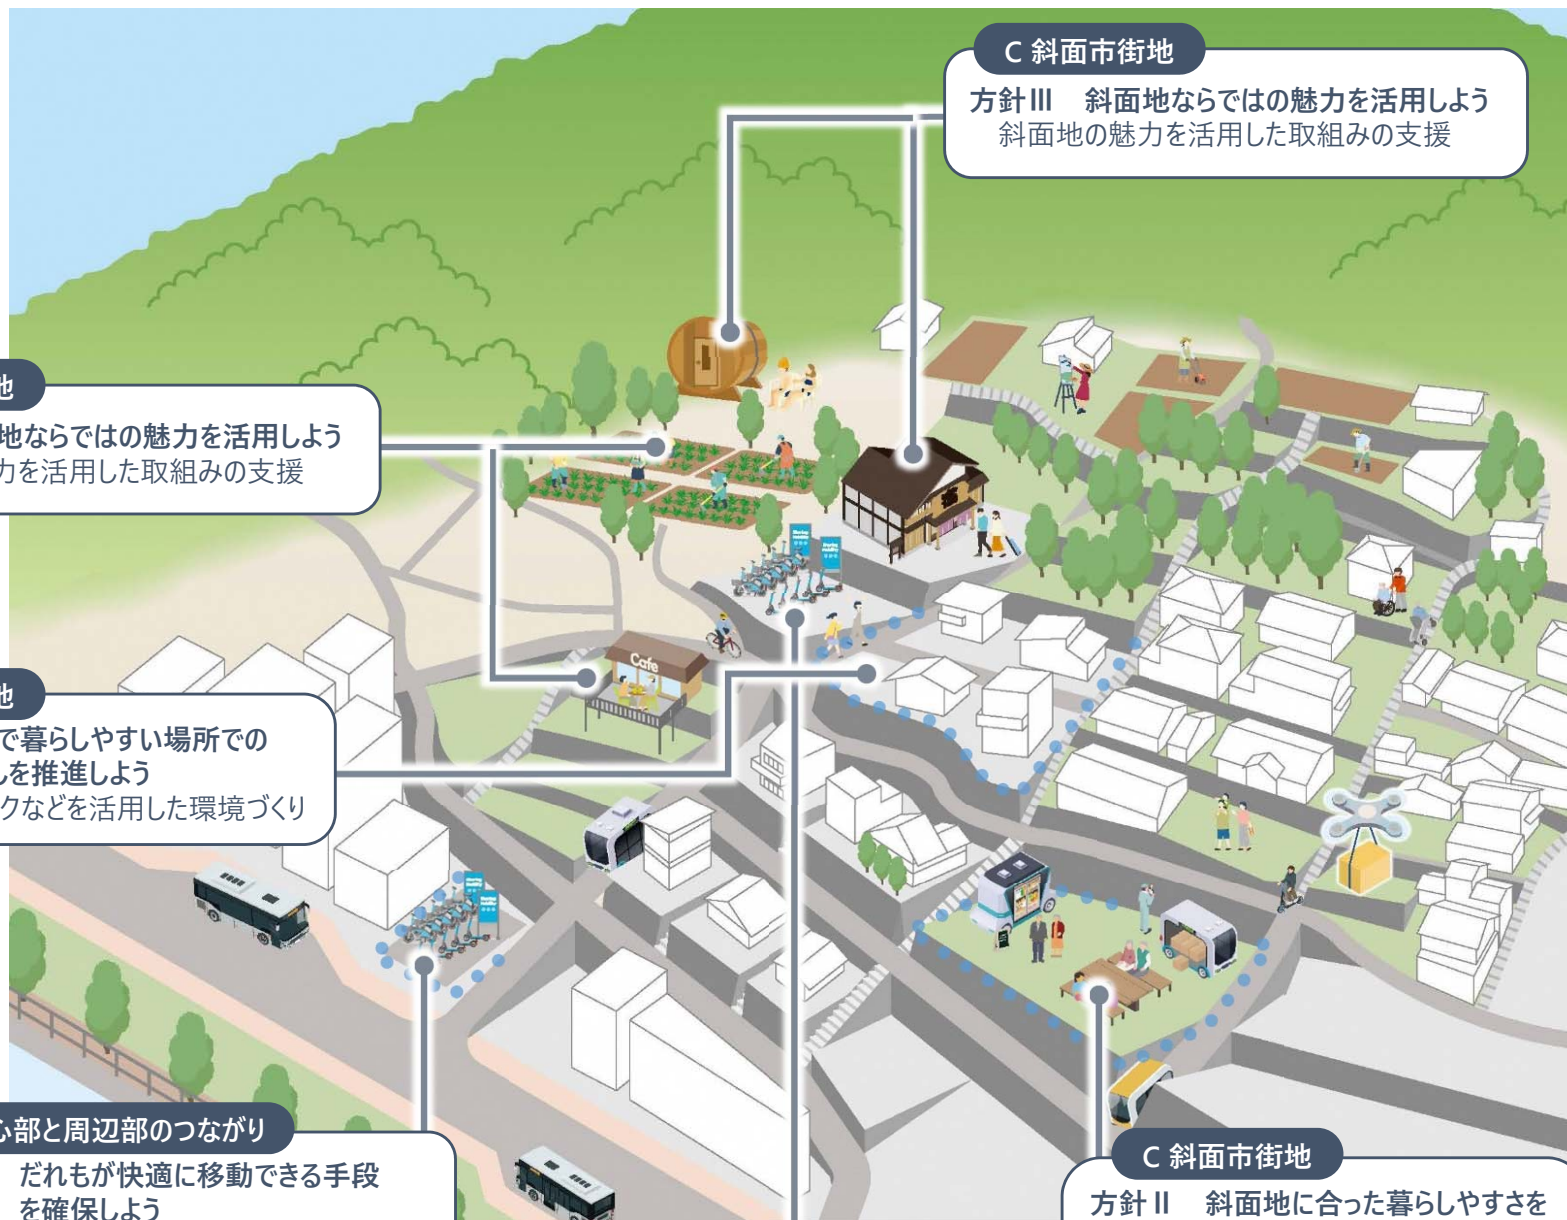 C 斜面市街地
方針Ⅲ　斜面地ならではの魅力を活用しよう
斜面地の魅力を活用した取組みの支援
地
地ならではの魅力を活用しよう
力を活用した取組みの支援
Sharing mobility
Sharing mobility
Cafe
地
で暮らしやすい場所での
しを推進しよう
クなどを活用した環境づくり
Sharing mobility
Sharing mobility
心部と周辺部のつながり
だれもが快適に移動できる手段
を確保しよう
C 斜面市街地
方針Ⅱ　斜面地に合った暮らしやすさを